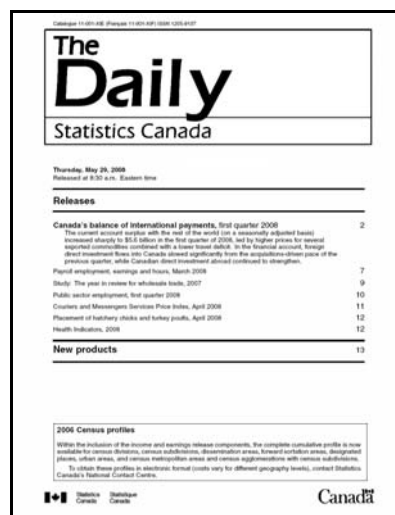 Catalogue 11-001-XIE (Français 11-001-XIF) ISSN 1205-9137
The
Daily
Statistics Canada
Thursday, May 29, 2008
Released at 8:30 a.m. Eastern time
Releases
Canada's balance of international payments, first quarter 2008 2
The current account surplus with the rest of the world (on a seasonally adjusted basis)
increased sharply to $5.6 billion in the first quarter of 2008, led by higher prices for several
exported commodities combined with a lower travel deficit. In the financial account, foreign
direct investment flows into Canada slowed significantly from the acquisitions-driven pace of the
previous quarter, while Canadian direct investment abroad continued to strengthen.
Payroll employment, earnings and hours, March 2008 7
Study: The year in review for wholesale trade, 2007 9
Public sector employment, first quarter 2008 10
Couriers and Messengers Services Price Index, April 2008 11
Placement of hatchery chicks and turkey poults, April 2008 12
Health Indicators, 2008 12
New products 13
2006 Census profiles
Within the inclusion of the income and earnings release components, the complete cumulative profile is now
available for census divisions, census subdivisions, dissemination areas, forward sortation areas, designated
places, urban areas, and census metropolitan areas and census agglomerations with census subdivisions.
To obtain these profiles in electronic format (costs vary for different geography levels), contact Statistics
Canada's National Contact Centre.
Statistics Statistique
Canada Canada
Canada